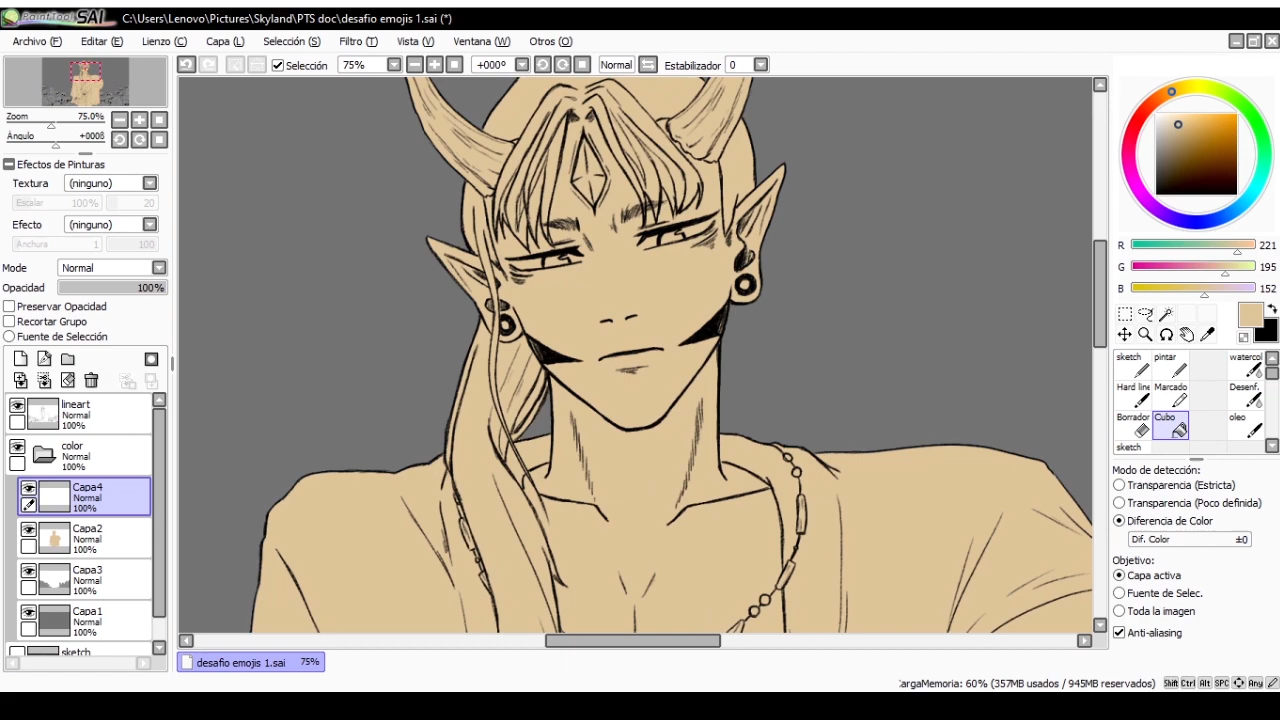 PaintTool SAI C:\Users\Lenovo\Pictures\Skyland\PTS doc\desafio emojis 1.sai (*)
Archivo (F) Editar (E) Lienzo (C) Capa (L) Selección (S) Filtro (T) Vista (V) Ventana (W) Otros (O)
Selección 75% +000º Normal Estabilizador 0
Zoom 75.0%
Ángulo +000ß
Efectos de Pinturas
Textura (ninguno)
Escalar 100% 20
Efecto (ninguno)
Anchura 1 100
Mode Normal
Opacidad 100%
Preservar Opacidad
Recortar Grupo
Fuente de Selección
lineart
Normal
100%
color
Normal
100%
Capa4
Normal
100%
Capa2
Normal
100%
Capa3
Normal
100%
Capa1
Normal
100%
sketch
R 221
G 195
B 152
sketch pintar watercol
Hard line Marcado Desenf.
Borrador Cubo oleo
sketch
Modo de detección:
Transparencia (Estricta)
Transparencia (Poco definida)
Diferencia de Color
Dif. Color ±0
Objetivo:
Capa activa
Fuente de Selec.
Toda la imagen
Anti-aliasing
desafio emojis 1.sai 75%
argaMemoria: 60% (357MB usados / 945MB reservados) Shift Ctrl Alt SPC Any